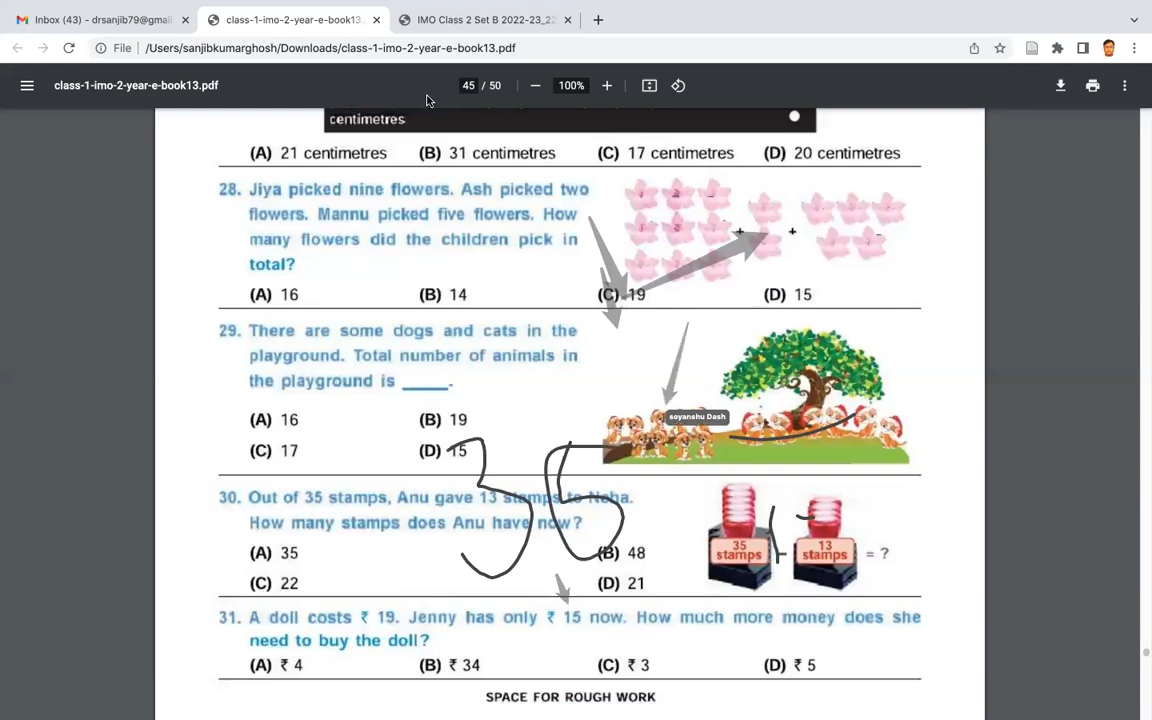 Inbox (43) - drsanjib79@gmai
class-1-imo-2-year-e-book13.
IMO Class 2 Set B 2022-23_22
File
/Users/sanjibkumarghosh/Downloads/class-1-imo-2-year-e-book13.pdf
class-1-imo-2-year-e-book13.pdf
45 / 50
100%
centimetres
(A) 21 centimetres (B) 31 centimetres (C) 17 centimetres (D) 20 centimetres
28. Jiya picked nine flowers. Ash picked two
flowers. Mannu picked five flowers. How
many flowers did the children pick in
total?
+ +
(A) 16 (B) 14 (C) 19 (D) 15
29. There are some dogs and cats in the
playground. Total number of animals in
the playground is _____.
(A) 16 (B) 19
(C) 17 (D) 15
soyanshu Dash
30. Out of 35 stamps, Anu gave 13 stamps to Neha.
How many stamps does Anu have now?
(A) 35 (B) 48
(C) 22 (D) 21
35
stamps
-
13
stamps
= ?
35
31. A doll costs ₹ 19. Jenny has only ₹ 15 now. How much more money does she
need to buy the doll?
(A) ₹ 4 (B) ₹ 34 (C) ₹ 3 (D) ₹ 5
SPACE FOR ROUGH WORK